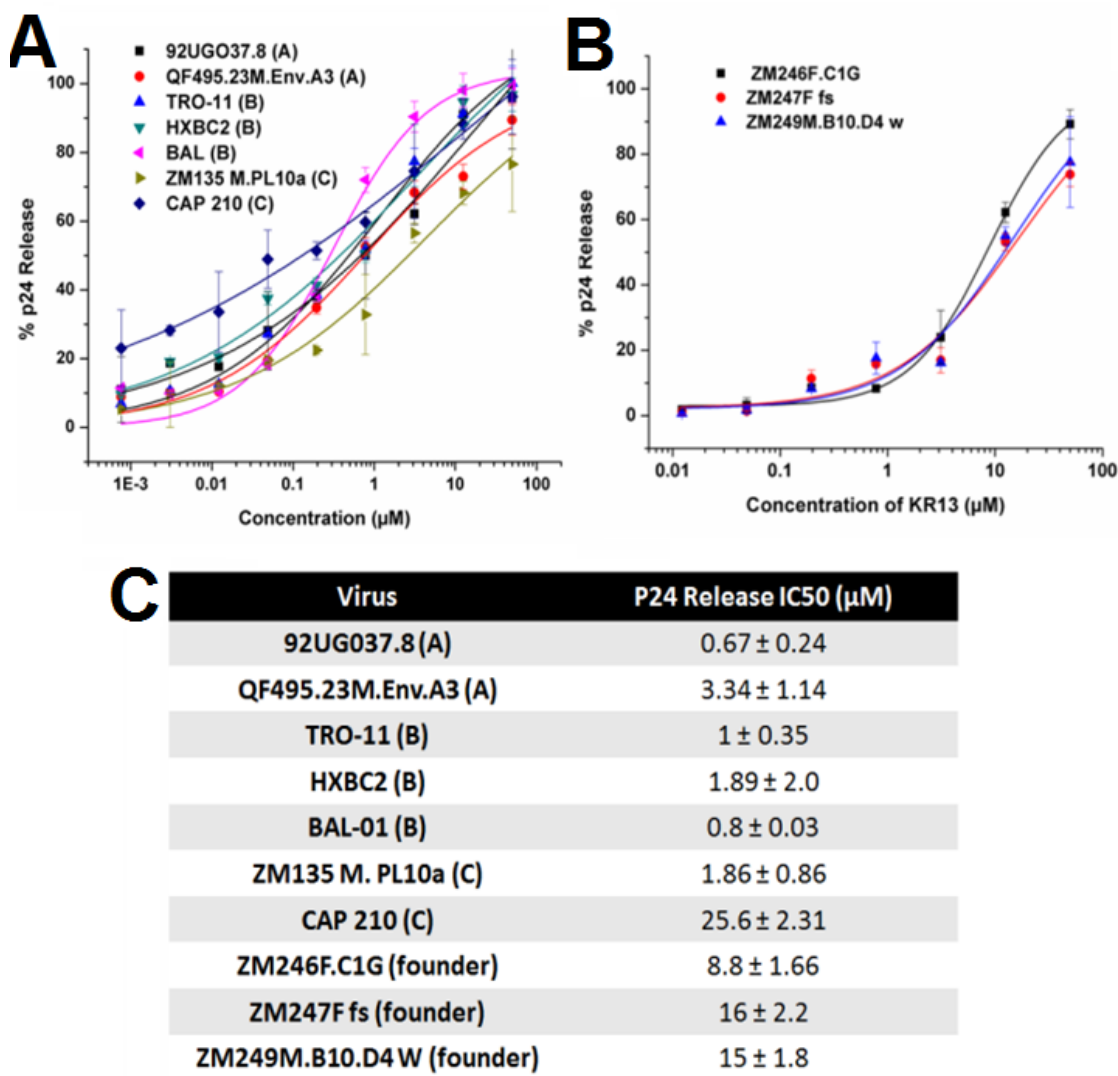 A
92UGO37.8 (A)
QF495.23M.Env.A3 (A)
TRO-11 (B)
HXBC2 (B)
BAL (B)
ZM135 M.PL10a (C)
CAP 210 (C)
% p24 Release
100
80
60
40
20
0
1E-3 0.01 0.1 1 10 100
Concentration (µM)
B
ZM246F.C1G
ZM247F fs
ZM249M.B10.D4 w
% p24 Release
100
80
60
40
20
0
0.01 0.1 1 10 100
Concentration of KR13 (µM)
C
Virus P24 Release IC50 (µM)
92UG037.8 (A) 0.67 ± 0.24
QF495.23M.Env.A3 (A) 3.34 ± 1.14
TRO-11 (B) 1 ± 0.35
HXBC2 (B) 1.89 ± 2.0
BAL-01 (B) 0.8 ± 0.03
ZM135 M. PL10a (C) 1.86 ± 0.86
CAP 210 (C) 25.6 ± 2.31
ZM246F.C1G (founder) 8.8 ± 1.66
ZM247F fs (founder) 16 ± 2.2
ZM249M.B10.D4 W (founder) 15 ± 1.8